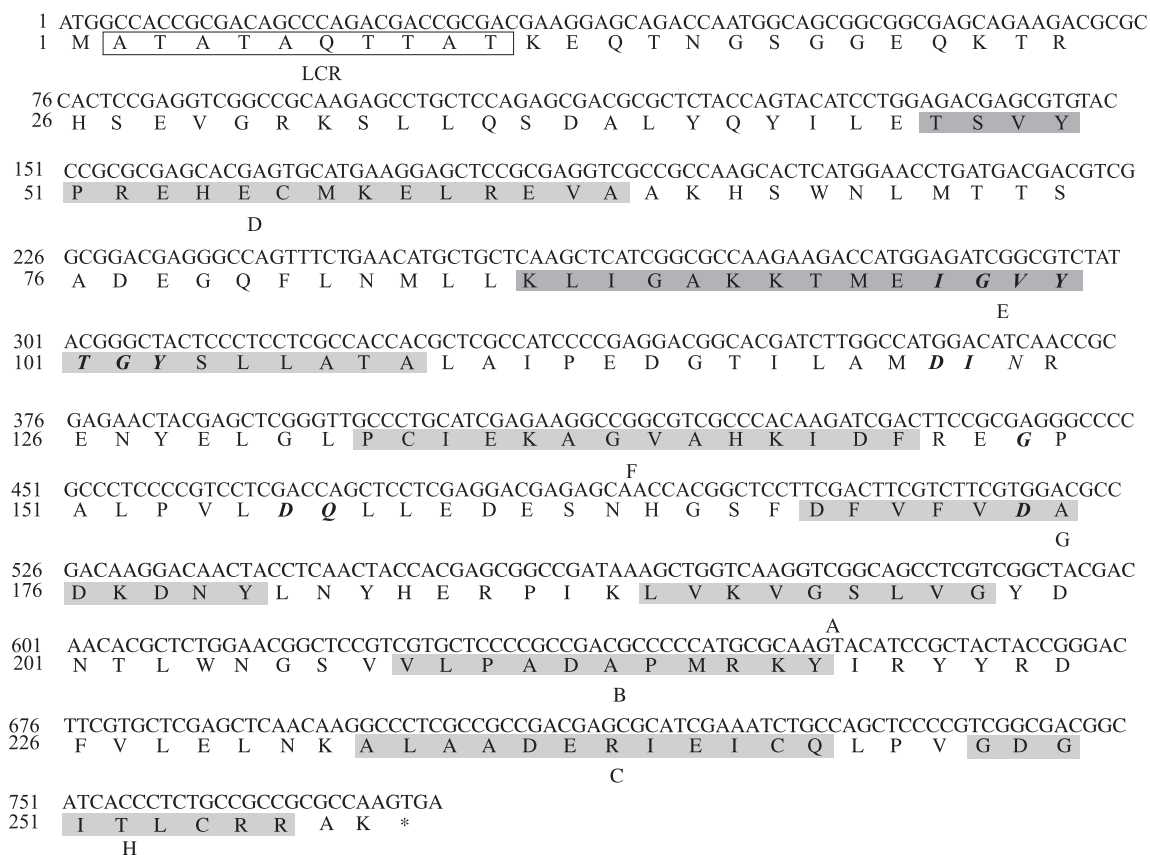 1 ATGGCCACCGCGACAGCCCAGACGACCGCGACGAAGGAGCAGACCAATGGCAGCGGCGGCGAGCAGAAGACGCGC
1 M A T A T A Q T T A T K E Q T N G S G G E Q K T R
LCR
76 CACTCCGAGGTCGGCCGCAAGAGCCTGCTCCAGAGCGACGCGCTCTACCAGTACATCCTGGAGACGAGCGTGTAC
26 H S E V G R K S L L Q S D A L Y Q Y I L E T S V Y
151 CCGCGCGAGCACGAGTGCATGAAGGAGCTCCGCGAGGTCGCCGCCAAGCACTCATGGAACCTGATGACGACGTCG
51 P R E H E C M K E L R E V A A K H S W N L M T T S
D
226 GCGGACGAGGGCCAGTTTCTGAACATGCTGCTCAAGCTCATCGGCGCCAAGAAGACCATGGAGATCGGCGTCTAT
76 A D E G Q F L N M L L K L I G A K K T M E I G V Y
E
301 ACGGGCTACTCCCTCCTCGCCACCACGCTCGCCATCCCCGAGGACGGCACGATCTTGGCCATGGACATCAACCGC
101 T G Y S L L A T A L A I P E D G T I L A M D I N R
376 GAGAACTACGAGCTCGGGTTGCCCTGCATCGAGAAGGCCGGCGTCGCCCACAAGATCGACTTCCGCGAGGGCCCC
126 E N Y E L G L P C I E K A G V A H K I D F R E G P
F
451 GCCCTCCCCGTCCTCGACCAGCTCCTCGAGGACGAGAGCAACCACGGCTCCTTCGACTTCGTCTTCGTGGACGCC
151 A L P V L D Q L L E D E S N H G S F D F V F V D A
G
526 GACAAGGACAACTACCTCAACTACCACGAGCGGCCGATAAAGCTGGTCAAGGTCGGCAGCCTCGTCGGCTACGAC
176 D K D N Y L N Y H E R P I K L V K V G S L V G Y D
A
601 AACACGCTCTGGAACGGCTCCGTCGTGCTCCCCGCCGACGCCCCCATGCGCAAGTACATCCGCTACTACCGGGAC
201 N T L W N G S V V L P A D A P M R K Y I R Y Y R D
B
676 TTCGTGCTCGAGCTCAACAAGGCCCTCGCCGCCGACGAGCGCATCGAAATCTGCCAGCTCCCCGTCGGCGACGGC
226 F V L E L N K A L A A D E R I E I C Q L P V G D G
C
751 ATCACCCTCTGCCGCCGCGCCAAGTGA
251 I T L C R R A K *
H